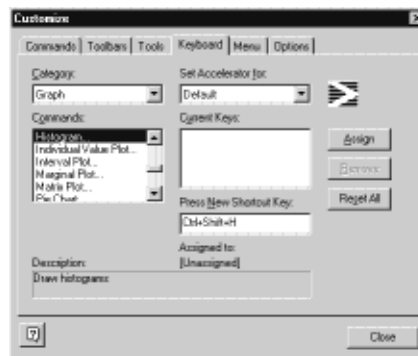 Customize
Commands Toolbars Tools Keyboard Menu Options
Category:
Graph
Set Accelerator for:
Default
Commands:
Histogram...
Individual Value Plot...
Interval Plot...
Marginal Plot...
Matrix Plot...
Pie Chart...
Current Keys:
Press New Shortcut Key:
Ctrl+Shift+H
Assigned to:
[Unassigned]
Assign
Remove
Reset All
Description:
Draw histograms
?
Close